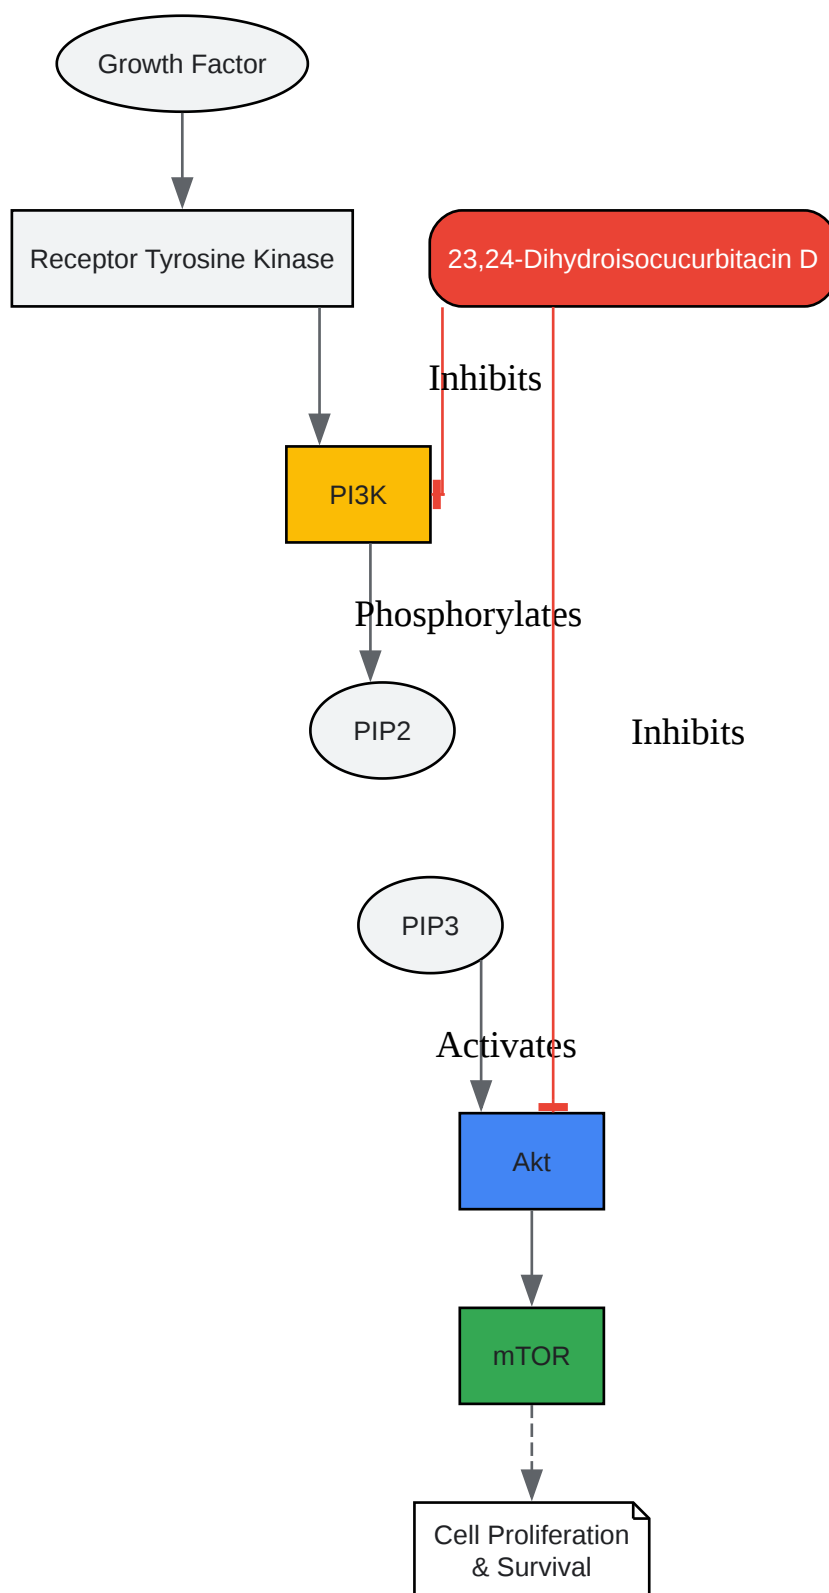 Growth Factor
Receptor Tyrosine Kinase
23,24-Dihydroisocucurbitacin D
Inhibits
PI3K
Phosphorylates
PIP2
Inhibits
PIP3
Activates
Akt
mTOR
Cell Proliferation
& Survival